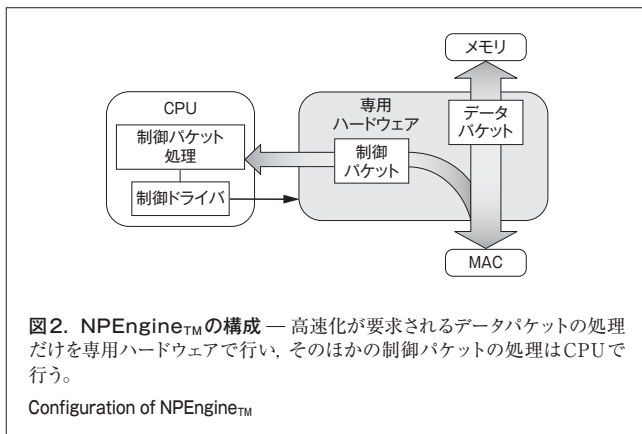 メモリ
CPU
専用
ハードウェア
データ
パケット
制御パケット
処理
制御
パケット
制御ドライバ
MAC
図2. NPEngineTMの構成 — 高速化が要求されるデータパケットの処理
だけを専用ハードウェアで行い，そのほかの制御パケットの処理はCPUで
行う。
Configuration of NPEngineTM